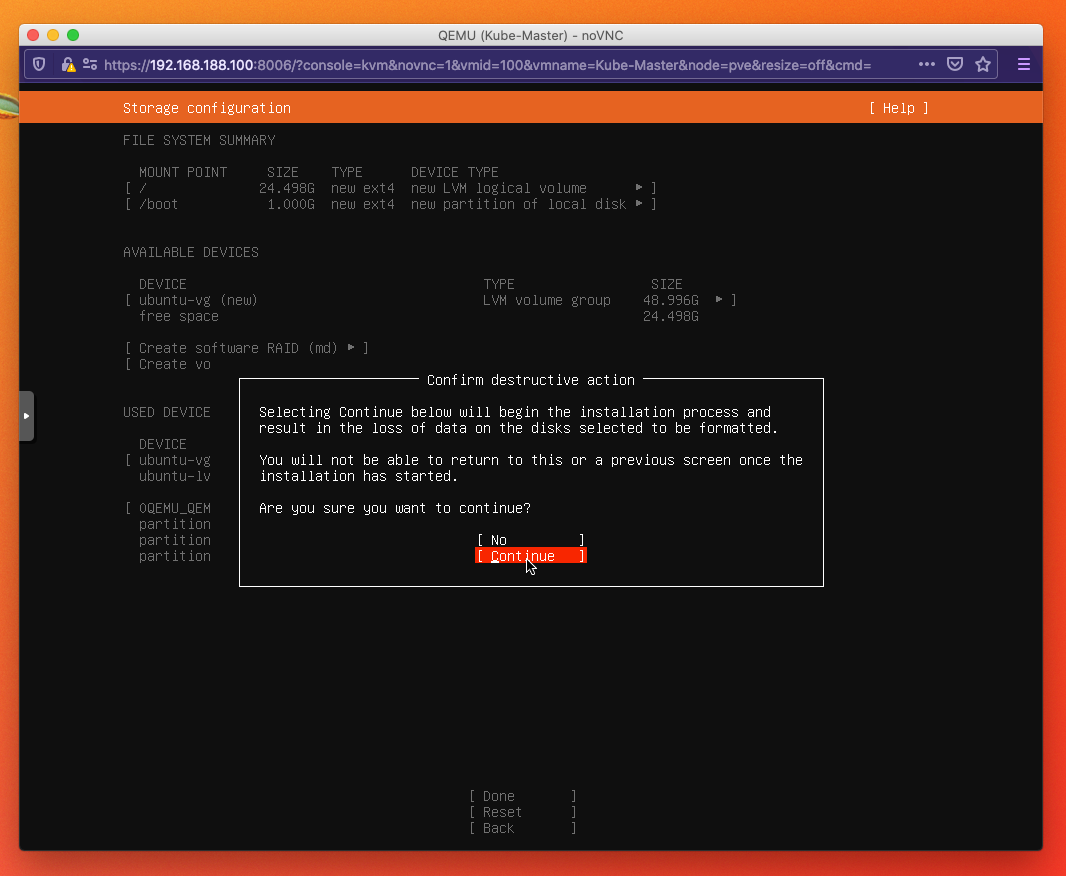 QEMU (Kube-Master) - noVNC
https://192.168.188.100:8006/?console=kvm&novnc=1&vmid=100&vmname=Kube-Master&node=pve&resize=off&cmd=
Storage configuration [ Help ]
FILE SYSTEM SUMMARY
MOUNT POINT SIZE TYPE DEVICE TYPE
[ / 24.498G new ext4 new LVM logical volume ▸ ]
[ /boot 1.000G new ext4 new partition of local disk ▸ ]
AVAILABLE DEVICES
DEVICE TYPE SIZE
[ ubuntu-vg (new) LVM volume group 48.996G ▸ ]
free space 24.498G
[ Create software RAID (md) ▸ ]
[ Create vo
Confirm destructive action
USED DEVICE
Selecting Continue below will begin the installation process and
result in the loss of data on the disks selected to be formatted.
DEVICE
[ ubuntu-vg
You will not be able to return to this or a previous screen once the
ubuntu-lv
installation has started.
[ 0QEMU_QEM
Are you sure you want to continue?
partition
partition
[ No ]
partition
[ Continue ]
[ Done ]
[ Reset ]
[ Back ]